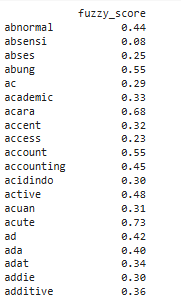 fuzzy_score
abnormal 0.44
absensi 0.08
abses 0.25
abung 0.55
ac 0.29
academic 0.33
acara 0.68
accent 0.32
access 0.23
account 0.55
accounting 0.45
acidindo 0.30
active 0.48
acuan 0.31
acute 0.73
ad 0.42
ada 0.40
adat 0.34
addie 0.30
additive 0.36